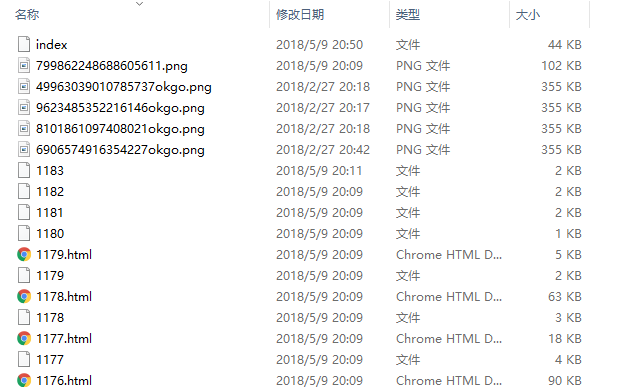 名称 修改日期 类型 大小
index 2018/5/9 20:50 文件 44 KB
799862248688605611.png 2018/5/9 20:09 PNG 文件 102 KB
49963039010785737okgo.png 2018/2/27 20:18 PNG 文件 355 KB
9623485352216146okgo.png 2018/2/27 20:17 PNG 文件 355 KB
8101861097408021okgo.png 2018/2/27 20:18 PNG 文件 355 KB
6906574916354227okgo.png 2018/2/27 20:42 PNG 文件 355 KB
1183 2018/5/9 20:11 文件 2 KB
1182 2018/5/9 20:09 文件 2 KB
1181 2018/5/9 20:09 文件 2 KB
1180 2018/5/9 20:09 文件 1 KB
1179.html 2018/5/9 20:09 Chrome HTML D... 5 KB
1179 2018/5/9 20:09 文件 2 KB
1178.html 2018/5/9 20:09 Chrome HTML D... 63 KB
1178 2018/5/9 20:09 文件 3 KB
1177.html 2018/5/9 20:09 Chrome HTML D... 18 KB
1177 2018/5/9 20:09 文件 4 KB
1176.html 2018/5/9 20:09 Chrome HTML D... 90 KB